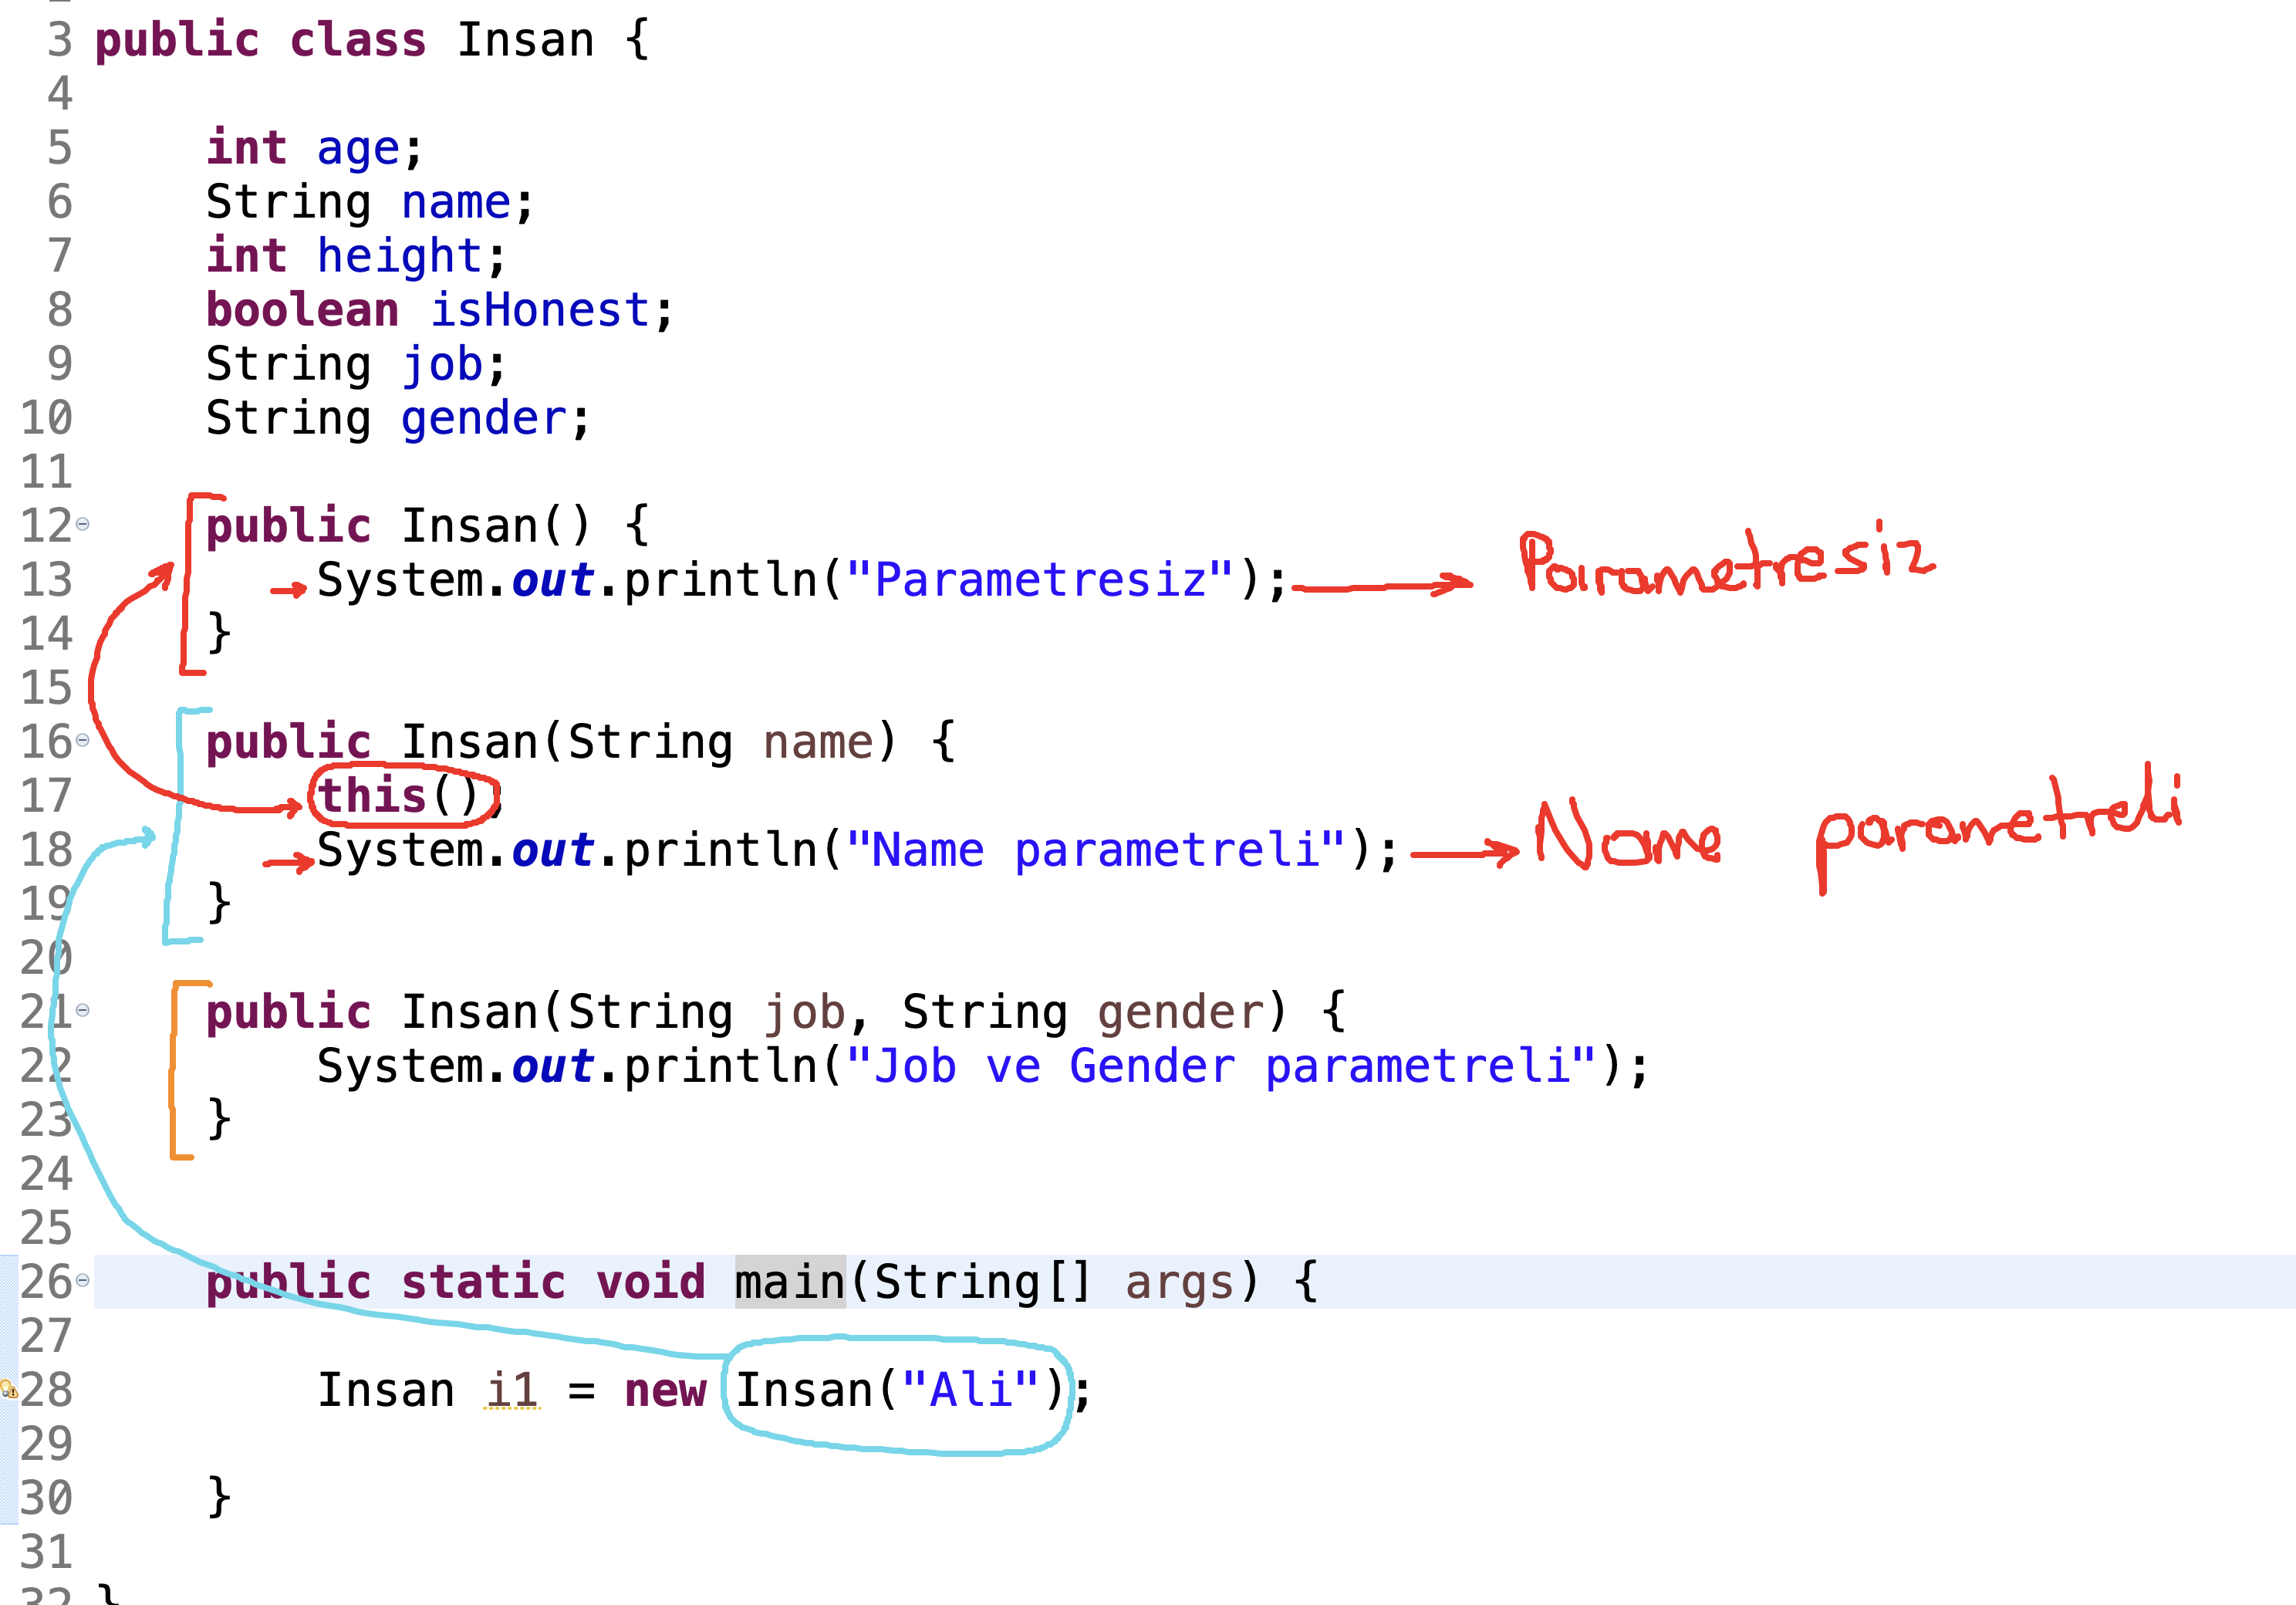 3 public class Insan {
4
5 int age;
6 String name;
7 int height;
8 boolean isHonest;
9 String job;
10 String gender;
11
12 public Insan() {
13 System.out.println("Parametresiz"); Parametresiz
14 }
15
16 public Insan(String name) {
17 this();
18 System.out.println("Name parametreli"); Name parametreli
19 }
20
21 public Insan(String job, String gender) {
22 System.out.println("Job ve Gender parametreli");
23 }
24
25
26 public static void main(String[] args) {
27
28 Insan i1 = new Insan("Ali");
29
30 }
31
32 }